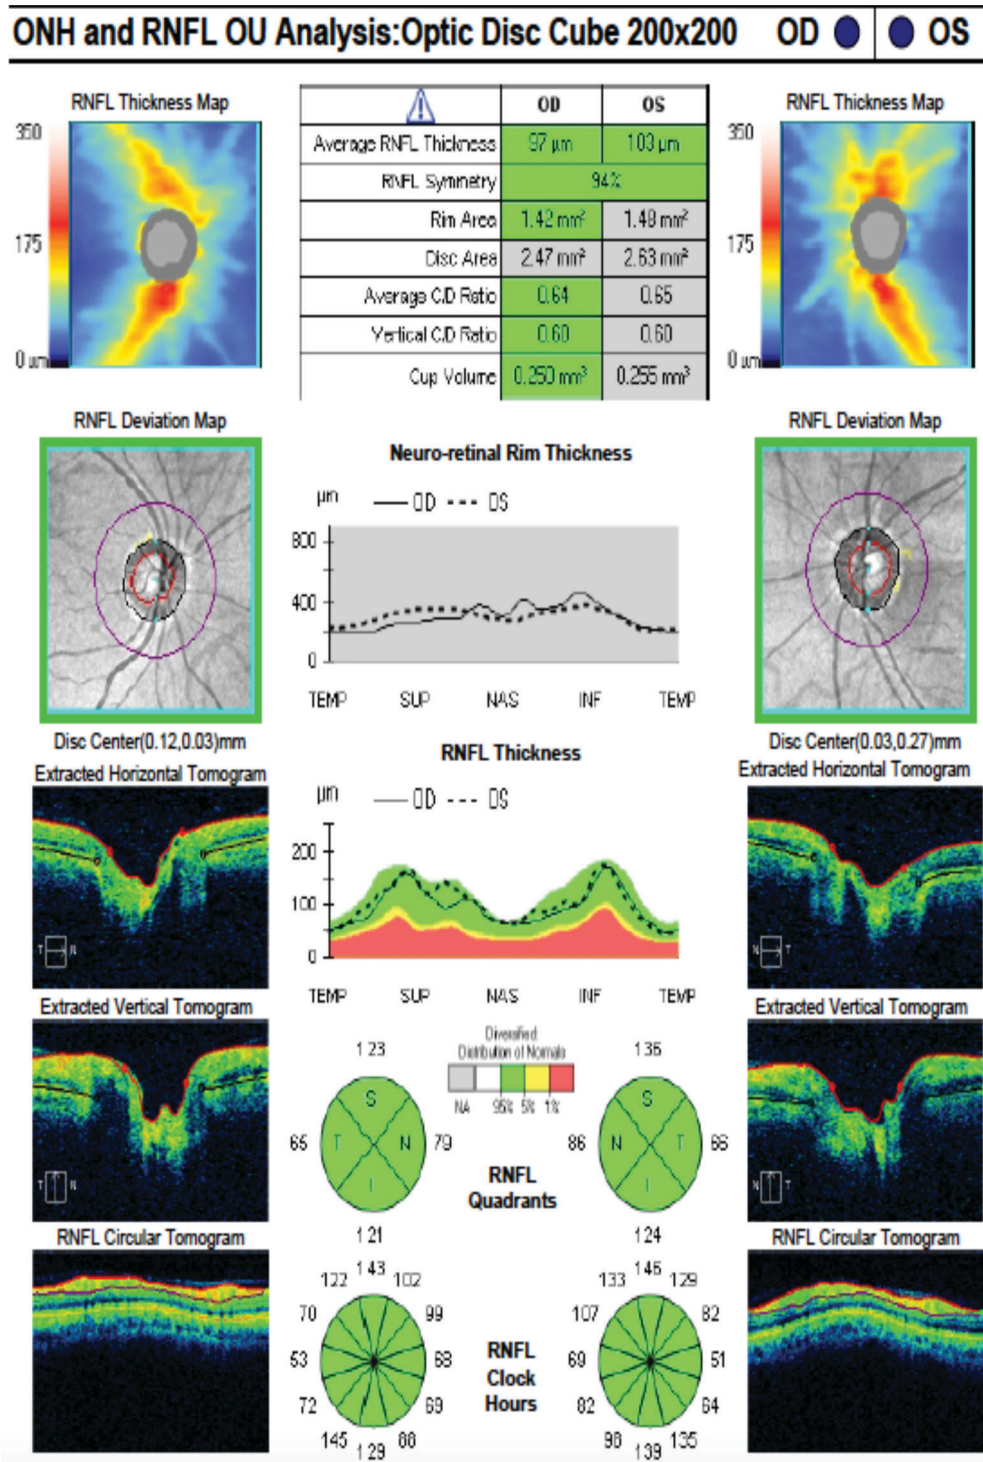 ONH and RNFL OU Analysis:Optic Disc Cube 200x200 OD OS
RNFL Thickness Map
350
175
0 µm
OD OS
Average RNFL Thickness 97 µm 103 µm
RNFL Symmetry 94%
Rim Area 1.42 mm² 1.48 mm²
Disc Area 2.47 mm² 2.63 mm²
Average C/D Ratio 0.64 0.65
Vertical C/D Ratio 0.60 0.60
Cup Volume 0.250 mm³ 0.255 mm³
RNFL Thickness Map
350
175
0 µm
RNFL Deviation Map
Disc Center(0.12,0.03)mm
Neuro-retinal Rim Thickness
µm OD OS
800
400
0
TEMP SUP NAS INF TEMP
RNFL Deviation Map
Disc Center(0.03,0.27)mm
Extracted Horizontal Tomogram
T N
RNFL Thickness
µm OD OS
200
100
0
TEMP SUP NAS INF TEMP
Extracted Horizontal Tomogram
N T
Extracted Vertical Tomogram
T N
Extracted Vertical Tomogram
N T
Diversified:
Distribution of Normals
NA 95% 5% 1%
123
S
65 T N 79
I
121
RNFL
Quadrants
136
S
86 N T 66
I
124
RNFL Circular Tomogram
122 143 102
70 99
53 68
72 69
145 129 88
RNFL
Clock
Hours
133 146 129
107 82
69 51
82 64
98 139 135
RNFL Circular Tomogram